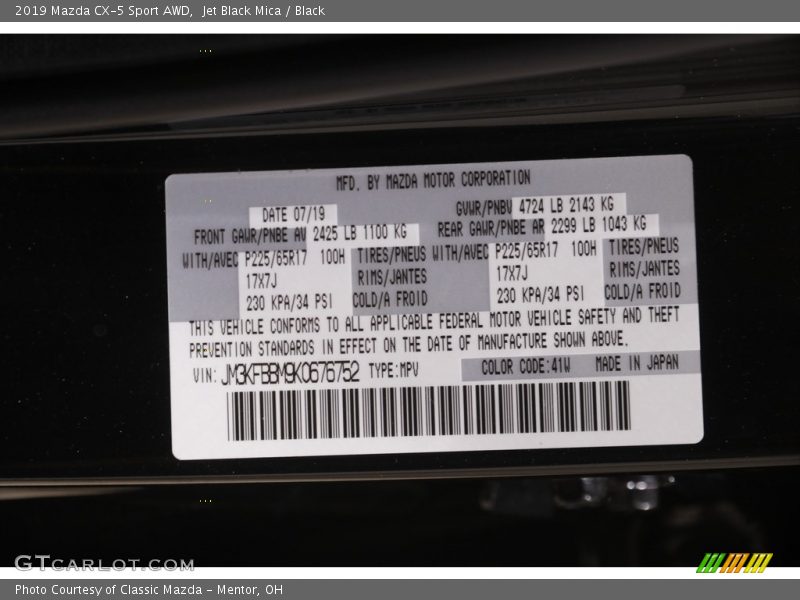 2019 Mazda CX-5 Sport AWD,  Jet Black Mica / Black
MFD. BY MAZDA MOTOR CORPORATION
DATE 07/19 GVWR/PNBV 4724 LB 2143 KG
FRONT GAWR/PNBE AV 2425 LB 1100 KG REAR GAWR/PNBE AR 2299 LB 1043 KG
WITH/AVEC P225/65R17 100H TIRES/PNEUS WITH/AVEC P225/65R17 100H TIRES/PNEUS
17X7J RIMS/JANTES 17X7J RIMS/JANTES
230 KPA/34 PSI COLD/A FROID 230 KPA/34 PSI COLD/A FROID
THIS VEHICLE CONFORMS TO ALL APPLICABLE FEDERAL MOTOR VEHICLE SAFETY AND THEFT
PREVENTION STANDARDS IN EFFECT ON THE DATE OF MANUFACTURE SHOWN ABOVE.
VIN: JM3KFBBM9K0676752 TYPE:MPV COLOR CODE:41W MADE IN JAPAN
GTCARLOT.COM
Photo Courtesy of Classic Mazda - Mentor, OH